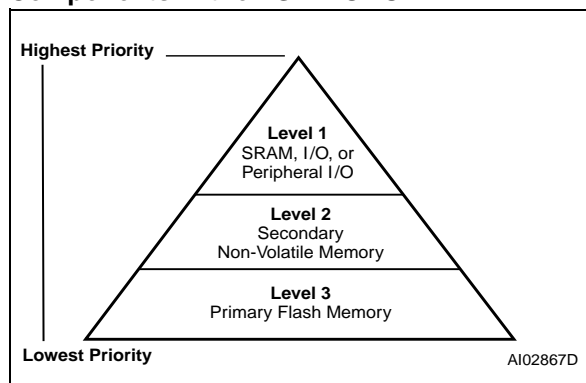 Highest Priority
Level 1
SRAM, I/O, or
Peripheral I/O
Level 2
Secondary
Non-Volatile Memory
Level 3
Primary Flash Memory
Lowest Priority
AI02867D